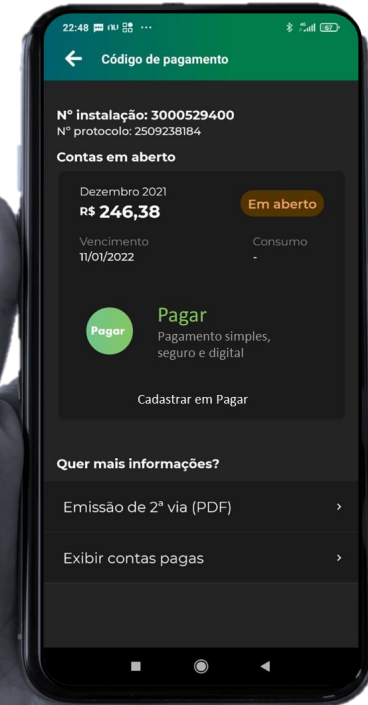 22:48
Código de pagamento
Nº instalação: 3000529400
Nº protocolo: 2509238184
Contas em aberto
Dezembro 2021
R$ 246,38
Em aberto
Vencimento
Consumo
11/01/2022
-
Pagar
Pagar
Pagamento simples,
seguro e digital
Cadastrar em Pagar
Quer mais informações?
Emissão de 2ª via (PDF)
Exibir contas pagas